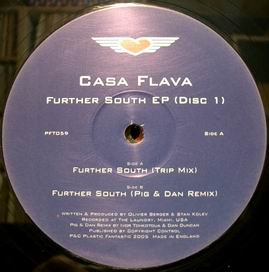 Casa Flava
Further South EP (Disc 1)
PFT059
Side A
Side A
Further South (Trip Mix)
Side B
Further South (Pig & Dan Remix)
Written & Produced by Olivier Berger & Stan Kolev
Recorded at The Laundry, Miami, USA
Pig & Dan Remix by Igor Tchkotoua & Dan Duncan
Published by Copyright Control
P&C Plastic Fantastic 2005 Made in England